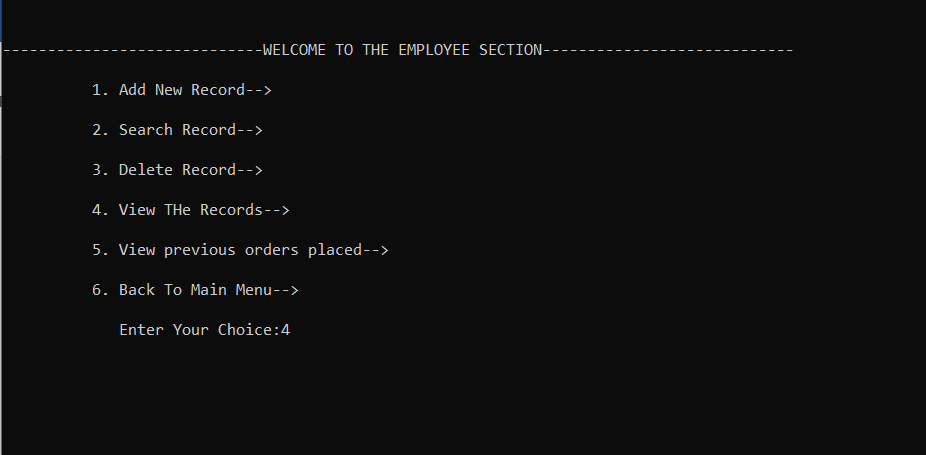 -----------------------------WELCOME TO THE EMPLOYEE SECTION----------------------------
1. Add New Record-->
2. Search Record-->
3. Delete Record-->
4. View THe Records-->
5. View previous orders placed-->
6. Back To Main Menu-->
Enter Your Choice:4